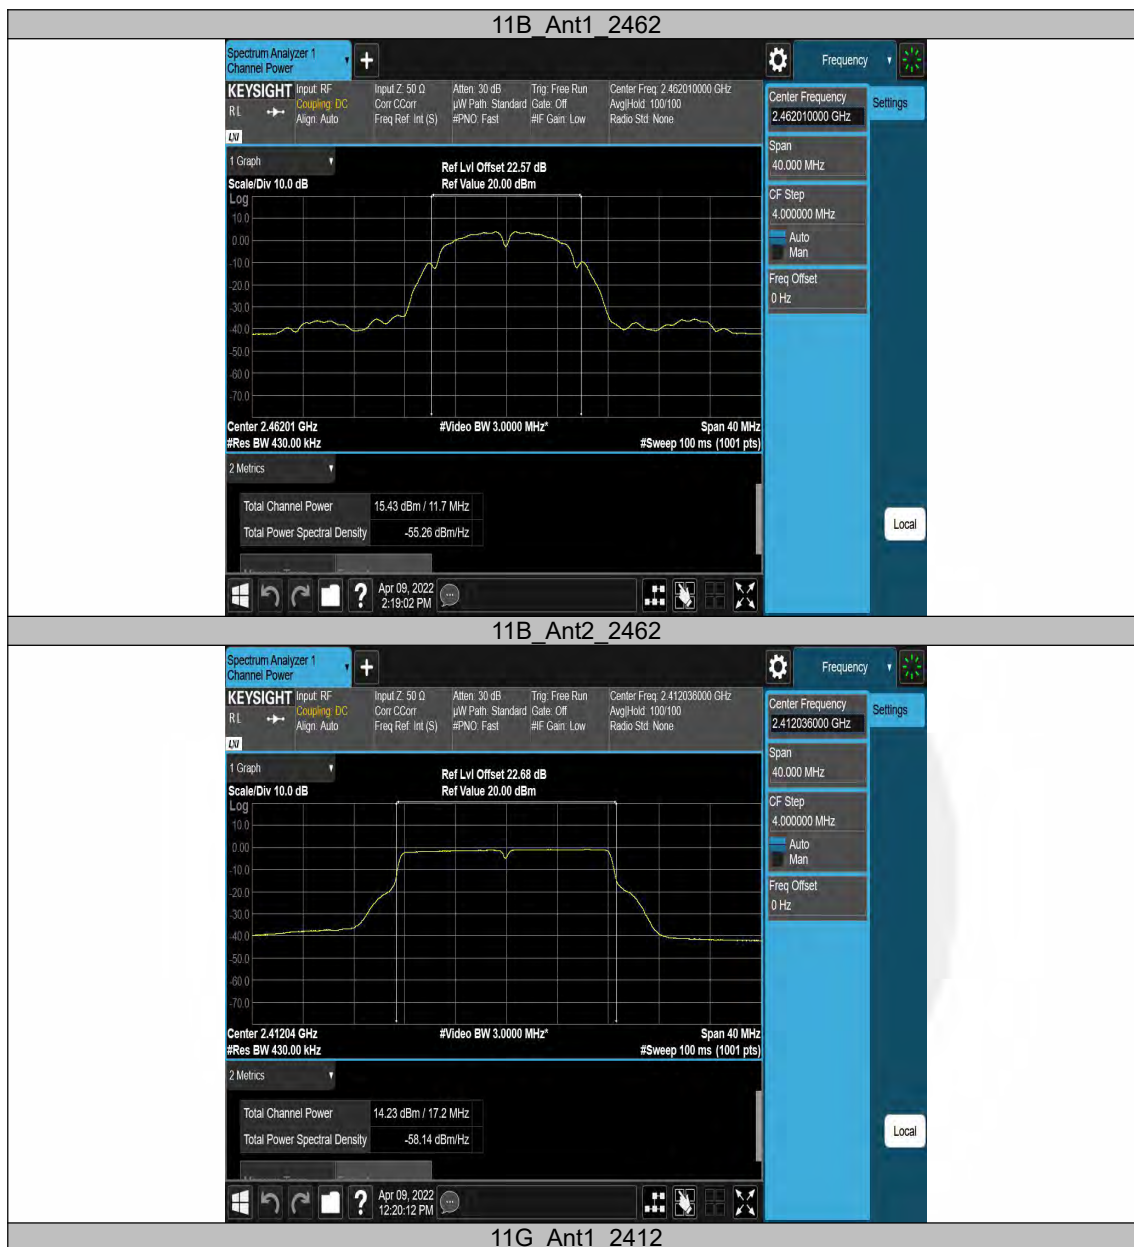 11B_Ant1_2462
Spectrum Analyzer 1
Channel Power
Frequency
KEYSIGHT
Input: RF
Coupling: DC
Align: Auto
Input Z: 50 Ω
Corr CCorr
Freq Ref: Int (S)
Atten: 30 dB
µW Path: Standard
#PNO: Fast
Trig: Free Run
Gate: Off
#IF Gain: Low
Center Freq: 2.462010000 GHz
Avg|Hold: 100/100
Radio Std: None
RL
LXI
Center Frequency
2.462010000 GHz
Settings
Span
40.000 MHz
CF Step
4.000000 MHz
Auto
Man
Freq Offset
0 Hz
1 Graph
Scale/Div 10.0 dB
Ref Lvl Offset 22.57 dB
Ref Value 20.00 dBm
Log
10.0
0.00
-10.0
-20.0
-30.0
-40.0
-50.0
-60.0
-70.0
Center 2.46201 GHz
#Res BW 430.00 kHz
#Video BW 3.0000 MHz*
Span 40 MHz
#Sweep 100 ms (1001 pts)
2 Metrics
Total Channel Power 15.43 dBm / 11.7 MHz
Total Power Spectral Density -55.26 dBm/Hz
Local
?
Apr 09, 2022
2:19:02 PM
11B_Ant2_2462
Spectrum Analyzer 1
Channel Power
Frequency
KEYSIGHT
Input: RF
Coupling: DC
Align: Auto
Input Z: 50 Ω
Corr CCorr
Freq Ref: Int (S)
Atten: 30 dB
µW Path: Standard
#PNO: Fast
Trig: Free Run
Gate: Off
#IF Gain: Low
Center Freq: 2.412036000 GHz
Avg|Hold: 100/100
Radio Std: None
RL
LXI
Center Frequency
2.412036000 GHz
Settings
Span
40.000 MHz
CF Step
4.000000 MHz
Auto
Man
Freq Offset
0 Hz
1 Graph
Scale/Div 10.0 dB
Ref Lvl Offset 22.68 dB
Ref Value 20.00 dBm
Log
10.0
0.00
-10.0
-20.0
-30.0
-40.0
-50.0
-60.0
-70.0
Center 2.41204 GHz
#Res BW 430.00 kHz
#Video BW 3.0000 MHz*
Span 40 MHz
#Sweep 100 ms (1001 pts)
2 Metrics
Total Channel Power 14.23 dBm / 17.2 MHz
Total Power Spectral Density -58.14 dBm/Hz
Local
?
Apr 09, 2022
12:20:12 PM
11G_Ant1_2412